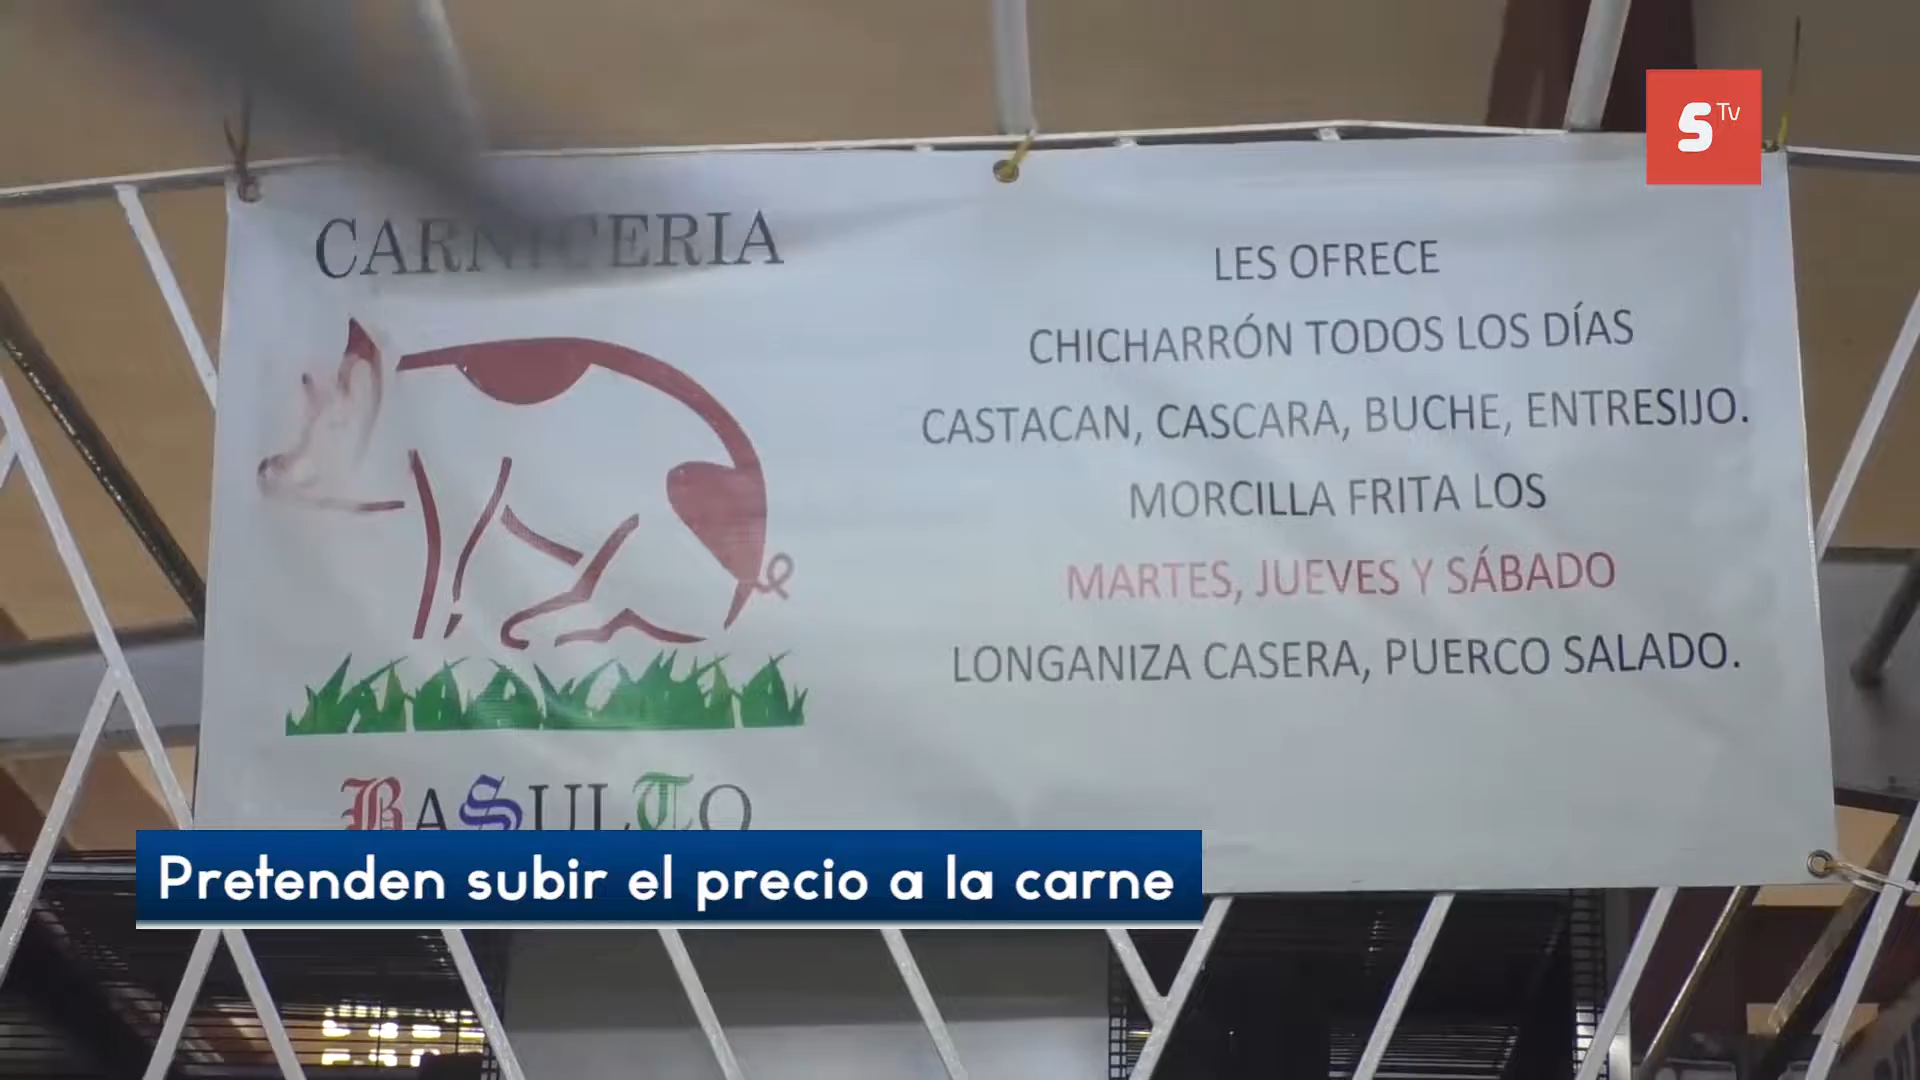 S Tv
CARNICERIA
LES OFRECE
CHICHARRÓN TODOS LOS DÍAS
CASTACAN, CASCARA, BUCHE, ENTRESIJO.
MORCILLA FRITA LOS
MARTES, JUEVES Y SÁBADO
LONGANIZA CASERA, PUERCO SALADO.
BASULTO
Pretenden subir el precio a la carne